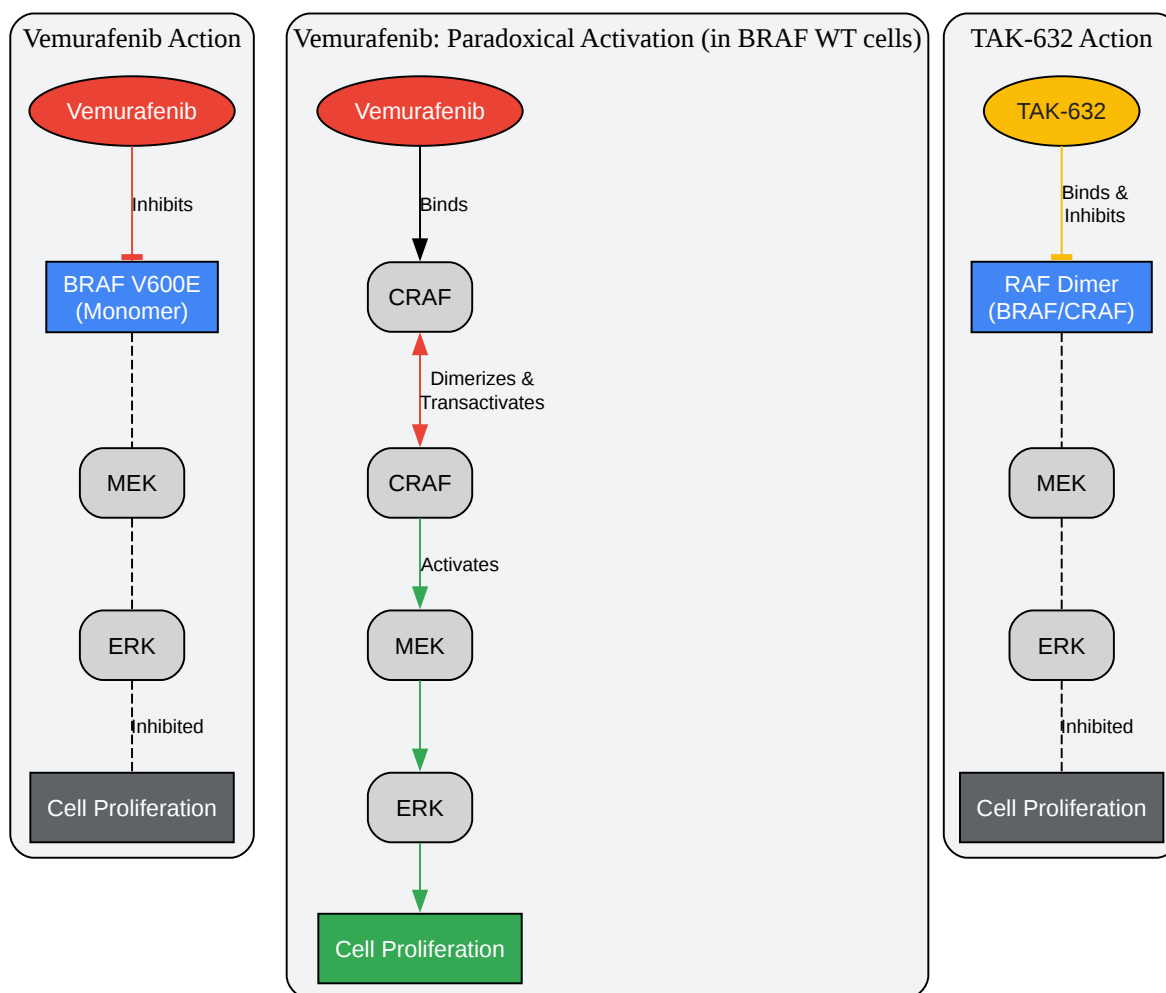 Vemurafenib Action
Vemurafenib
Inhibits
BRAF V600E
(Monomer)
MEK
ERK
Inhibited
Cell Proliferation
Vemurafenib: Paradoxical Activation (in BRAF WT cells)
Vemurafenib
Binds
CRAF
Dimerizes &
Transactivates
CRAF
Activates
MEK
ERK
Cell Proliferation
TAK-632 Action
TAK-632
Binds &
Inhibits
RAF Dimer
(BRAF/CRAF)
MEK
ERK
Inhibited
Cell Proliferation